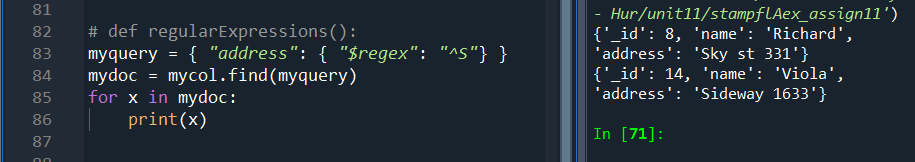 81
82 # def regularExpressions():
83 myquery = { "address": { "$regex": "^S"} }
84 mydoc = mycol.find(myquery)
85 for x in mydoc:
86     print(x)
87
- Hur/unit11/stampflAex_assign11')
{'_id': 8, 'name': 'Richard',
'address': 'Sky st 331'}
{'_id': 14, 'name': 'Viola',
'address': 'Sideway 1633'}
In [71]: